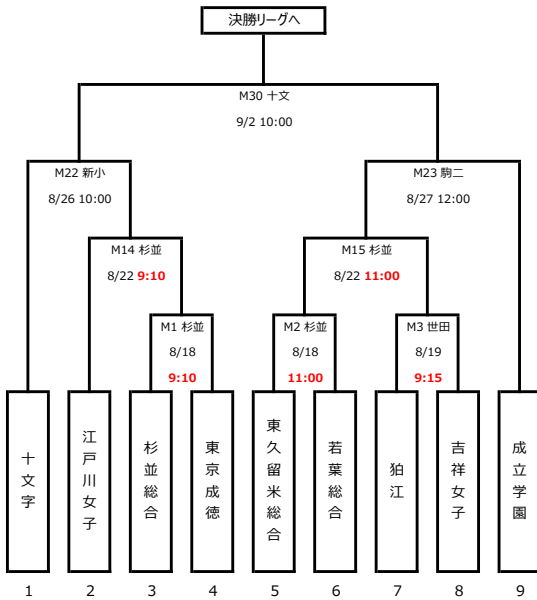 決勝リーグへ
M30 十文
9/2 10:00
M22 新小
8/26 10:00
M23 駒二
8/27 12:00
M14 杉並
8/22 9:10
M15 杉並
8/22 11:00
M1 杉並
8/18
9:10
M2 杉並
8/18
11:00
M3 世田
8/19
9:15
十文字
江戸川女子
杉並総合
東京成徳
東久留米総合
若葉総合
狛江
吉祥女子
成立学園
1
2
3
4
5
6
7
8
9